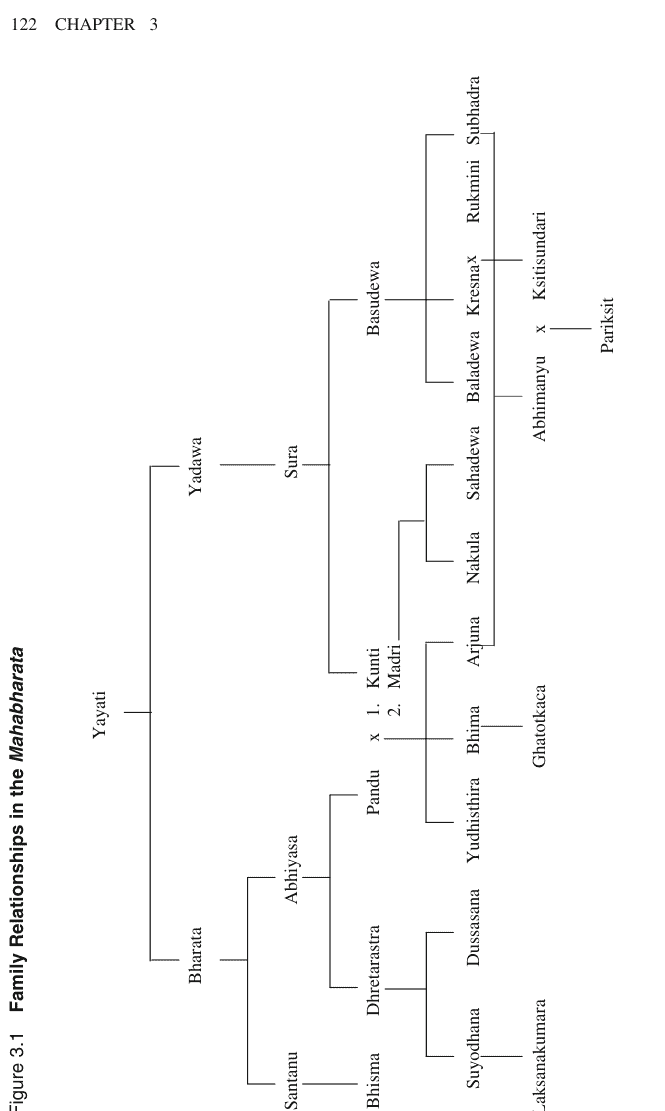 122 CHAPTER 3
Figure 3.1 Family Relationships in the Mahabharata
Yayati
Bharata Yadawa
Santanu Abhiyasa Sura
Bhisma Dhretarastra Pandu x 1. Kunti Basudewa
2. Madri
Suyodhana Dussasana Yudhisthira Bhima Arjuna Nakula Sahadewa Baladewa Kresna x Rukmini Subhadra
Laksanakumara Ghatotkaca Abhimanyu x Ksitisundari
Pariksit